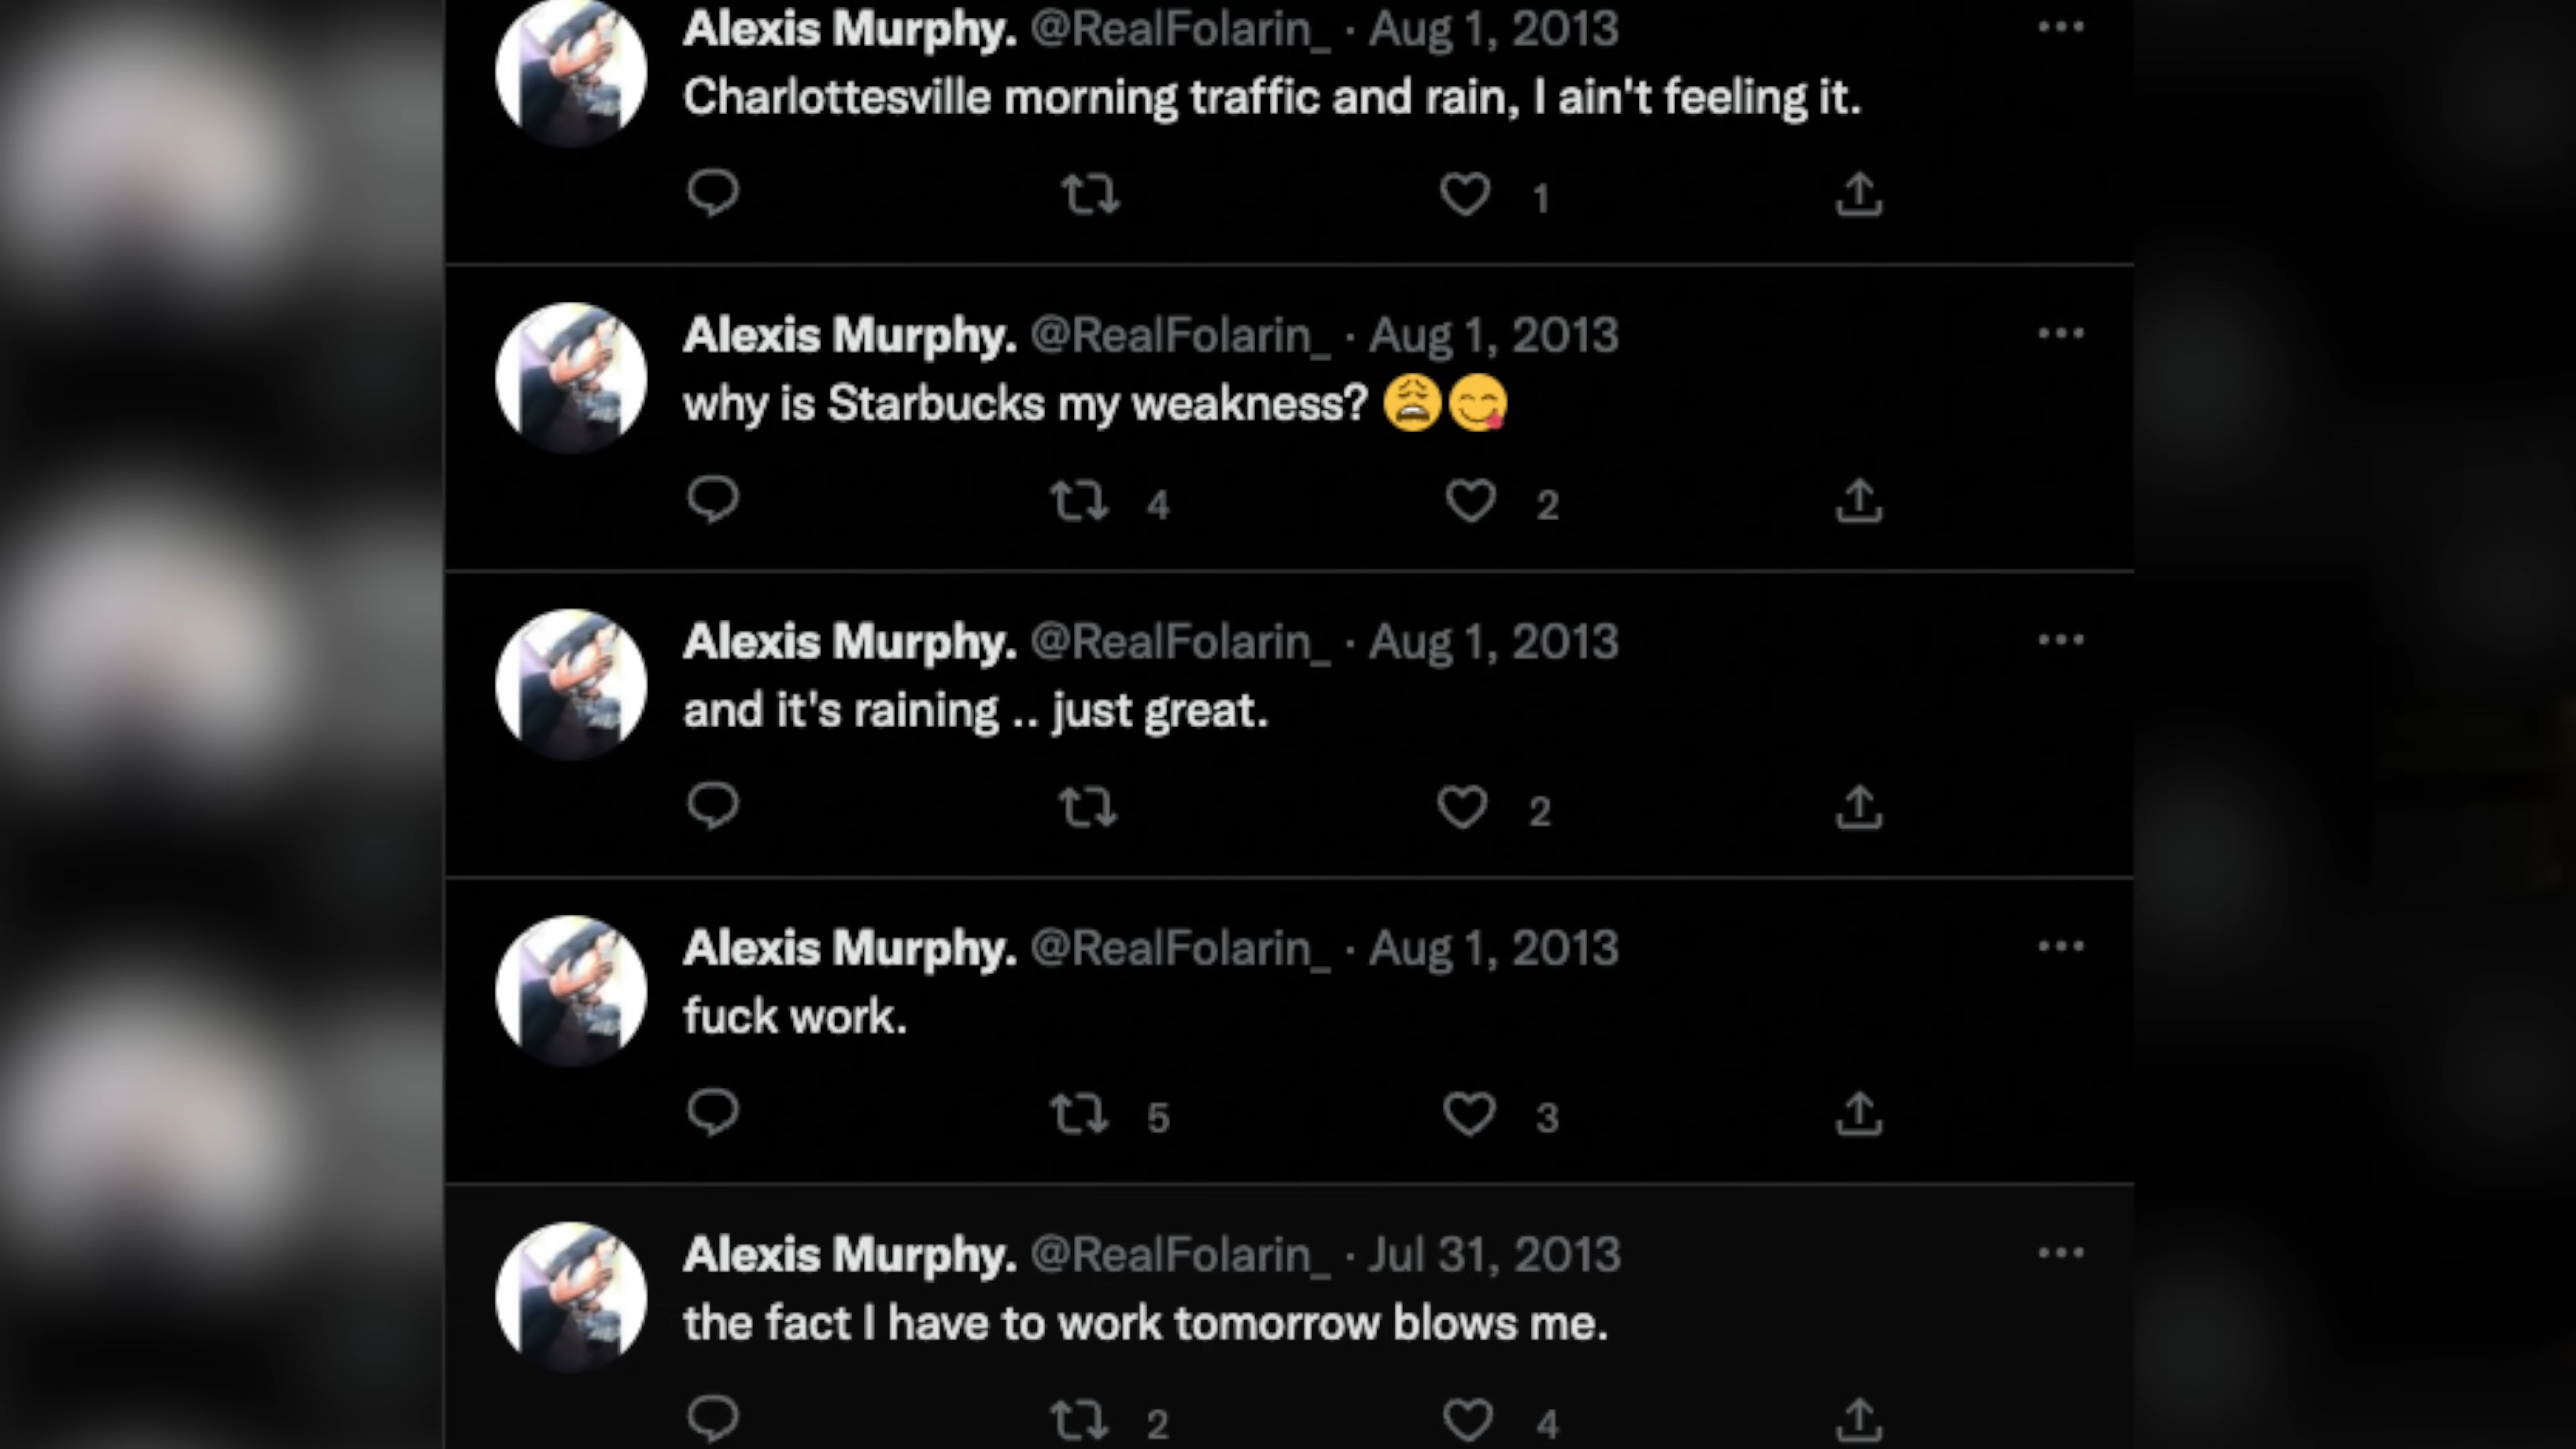 Alexis Murphy. @RealFolarin_ · Aug 1, 2013
Charlottesville morning traffic and rain, I ain't feeling it.
1
Alexis Murphy. @RealFolarin_ · Aug 1, 2013
why is Starbucks my weakness? 😩😋
4 2
Alexis Murphy. @RealFolarin_ · Aug 1, 2013
and it's raining .. just great.
2
Alexis Murphy. @RealFolarin_ · Aug 1, 2013
fuck work.
5 3
Alexis Murphy. @RealFolarin_ · Jul 31, 2013
the fact I have to work tomorrow blows me.
2 4